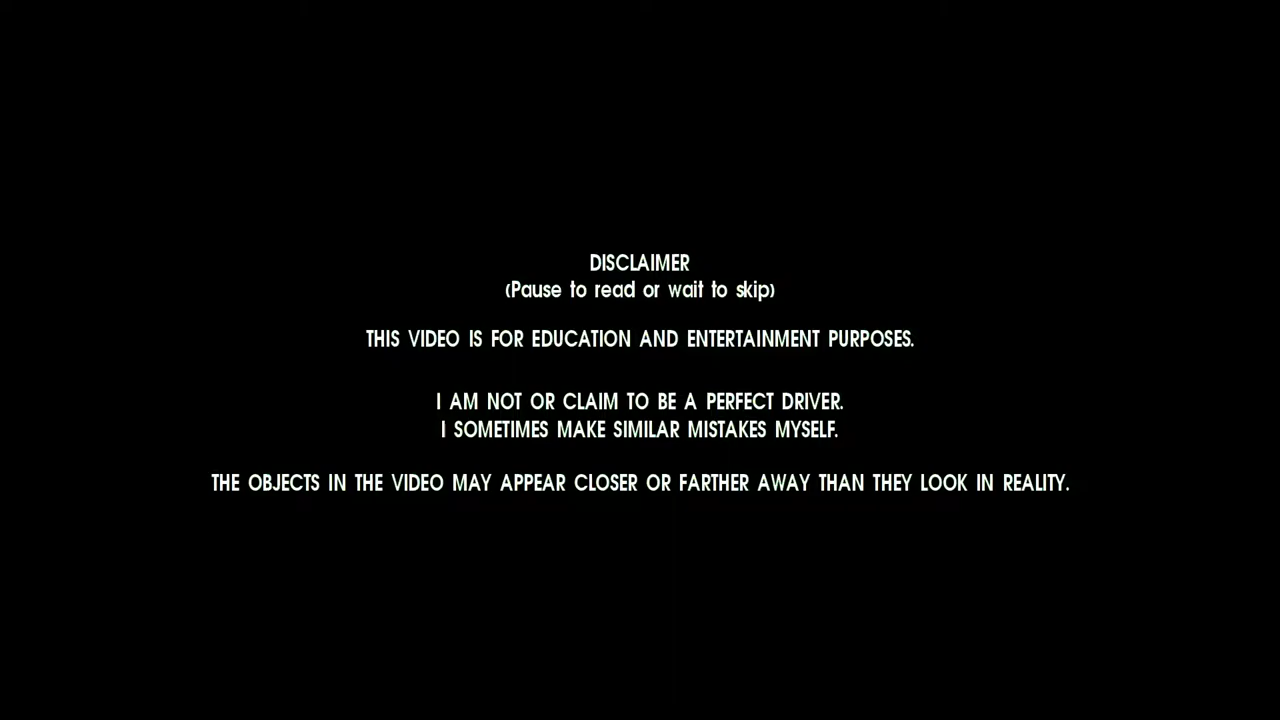 DISCLAIMER
(Pause to read or wait to skip)
THIS VIDEO IS FOR EDUCATION AND ENTERTAINMENT PURPOSES.
I AM NOT OR CLAIM TO BE A PERFECT DRIVER.
I SOMETIMES MAKE SIMILAR MISTAKES MYSELF.
THE OBJECTS IN THE VIDEO MAY APPEAR CLOSER OR FARTHER AWAY THAN THEY LOOK IN REALITY.